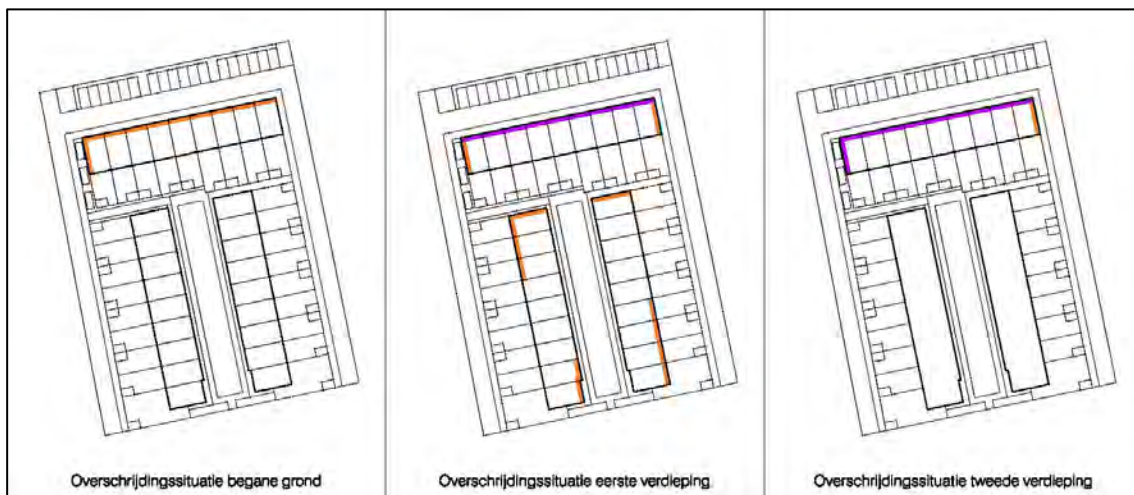 Overschrijdingssituatie begane grond
Overschrijdingssituatie eerste verdieping
Overschrijdingssituatie tweede verdieping